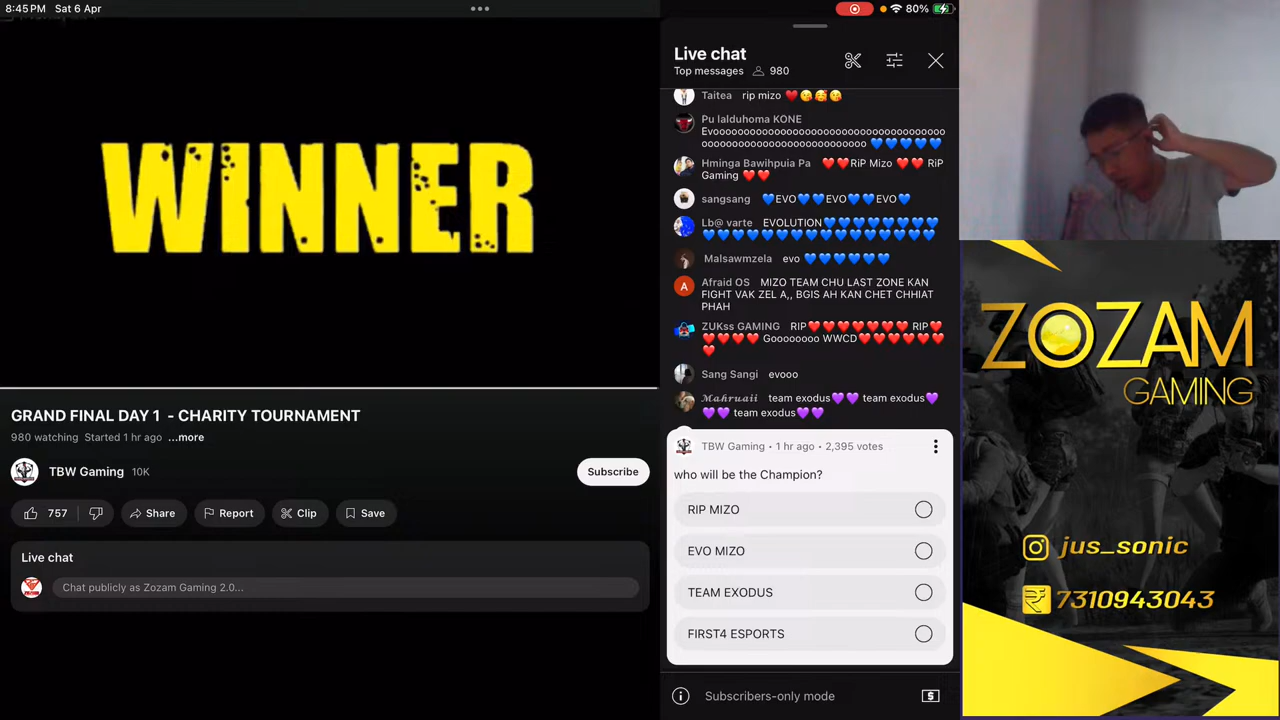 8:45PM Sat 6 Apr
80%
WINNER
GRAND FINAL DAY 1 - CHARITY TOURNAMENT
980 watching Started 1 hr ago ...more
TBW Gaming 10K
Subscribe
757
Share
Report
Clip
Save
Live chat
Chat publicly as Zozam Gaming 2.0...
Live chat
Top messages 980
Taitea rip mizo ❤️😘🥰😘
Pu lalduhoma KONE
Evooooooooooooooooooooooooooooooooooooo
oooooooooooooooooooooooooo 💙💙💙💙💙
Hminga Bawihpuia Pa ❤️❤️RiP Mizo ❤️❤️ RiP
Gaming ❤️❤️
sangsang 💙EVO💙💙EVO💙💙EVO💙
Lb@ varte EVOLUTION💙💙💙💙💙💙💙💙
💙💙💙💙💙💙💙💙💙💙💙💙💙💙💙💙
Malsawmzela evo 💙💙💙💙💙💙
A
Afraid OS MIZO TEAM CHU LAST ZONE KAN
FIGHT VAK ZEL A,, BGIS AH KAN CHET CHHIAT
PHAH
ZUKss GAMING RIP❤️❤️❤️❤️❤️❤️❤️ RIP❤️
❤️❤️❤️❤️ Goooooooo WWCD❤️❤️❤️❤️❤️❤️
❤️
Sang Sangi evooo
𝓜𝓪𝓱𝓻𝓾𝓪𝓲𝓲 team exodus💜💜 team exodus💜
💜💜 team exodus💜💜
TBW Gaming • 1 hr ago • 2,395 votes
who will be the Champion?
RIP MIZO
EVO MIZO
TEAM EXODUS
FIRST4 ESPORTS
Subscribers-only mode
ZOZAM
GAMING
jus_sonic
₹ 7310943043